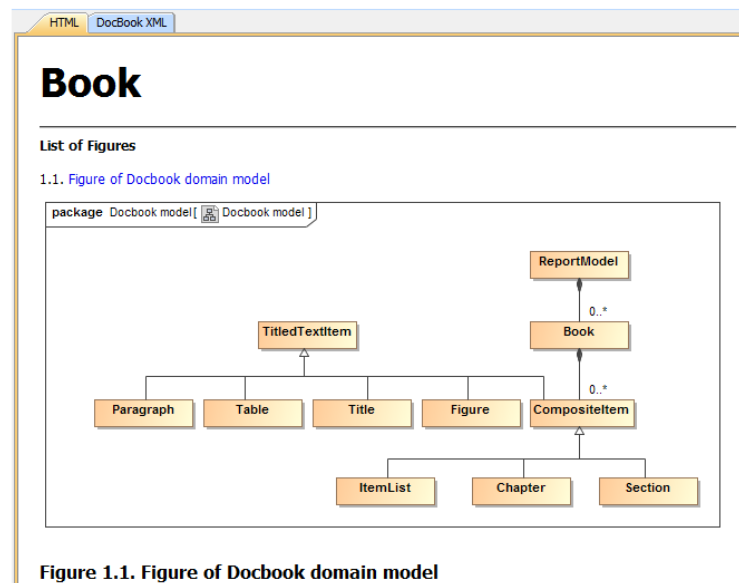 HTML DocBook XML
Book
List of Figures
1.1. Figure of Docbook domain model
package Docbook model[ Docbook model ]
ReportModel
0..*
TitledTextItem Book
0..*
Paragraph Table Title Figure CompositeItem
ItemList Chapter Section
Figure 1.1. Figure of Docbook domain model